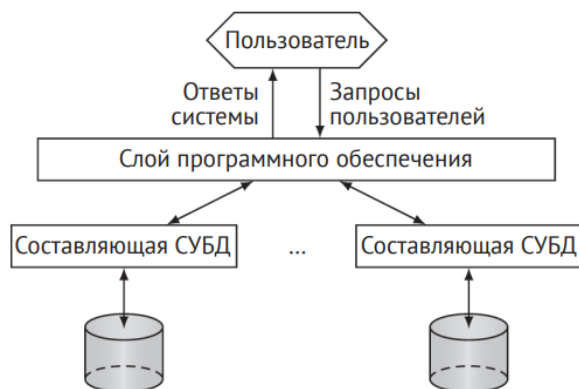 Пользователь
Ответы
системы
Запросы
пользователей
Слой программного обеспечения
Составляющая СУБД
...
Составляющая СУБД